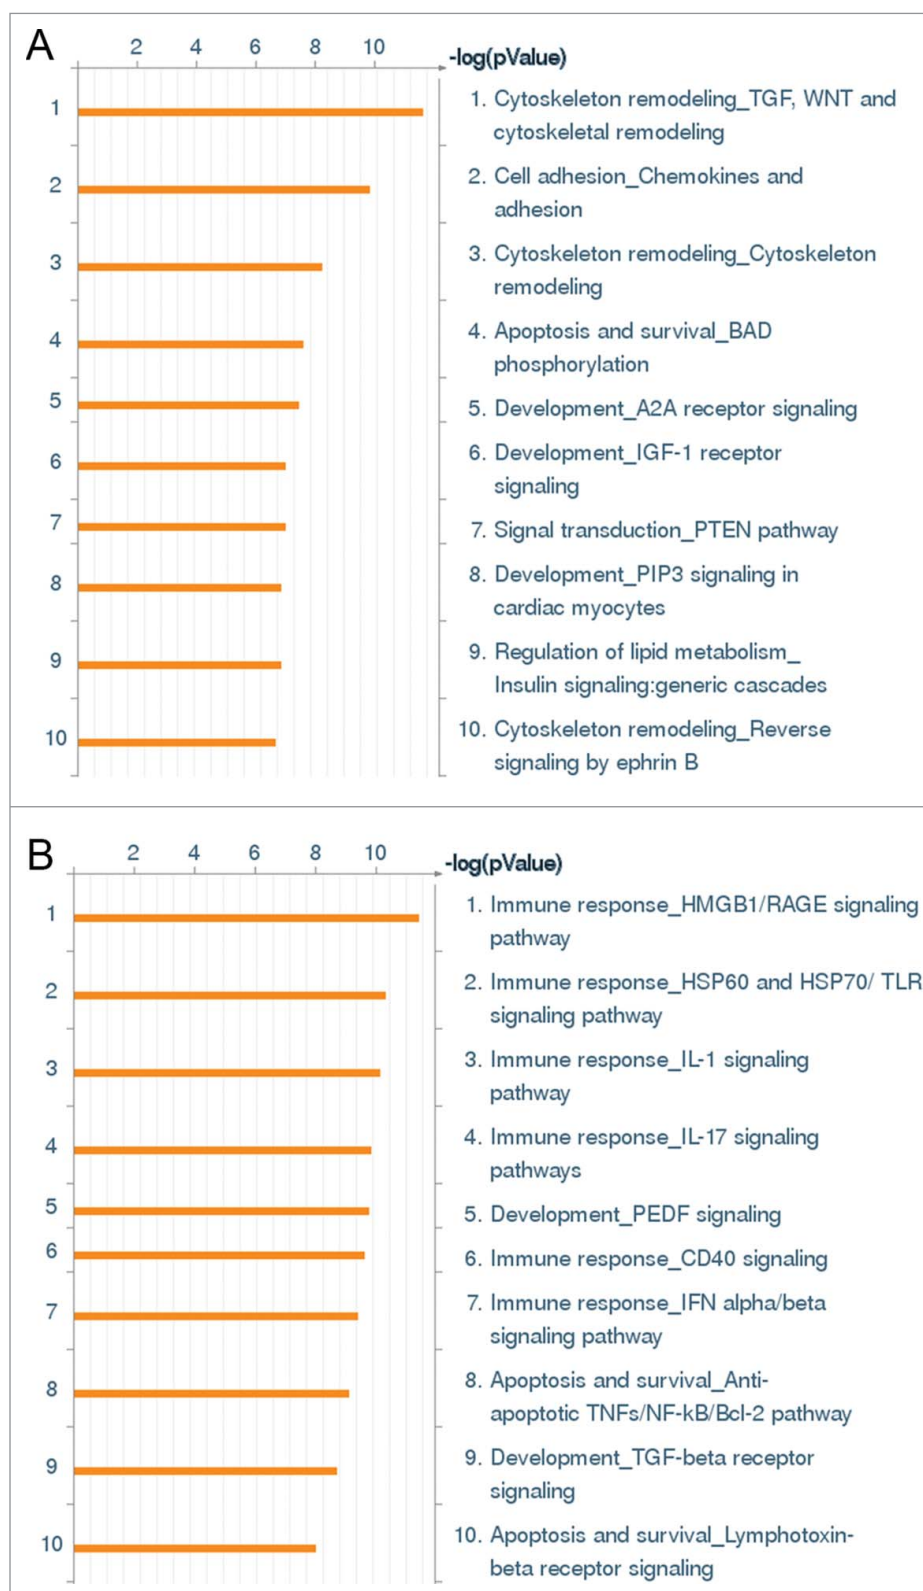 A
2 4 6 8 10
-log(pValue)
1
1. Cytoskeleton remodeling_TGF, WNT and
cytoskeletal remodeling
2
2. Cell adhesion_Chemokines and
adhesion
3
3. Cytoskeleton remodeling_Cytoskeleton
remodeling
4
4. Apoptosis and survival_BAD
phosphorylation
5
5. Development_A2A receptor signaling
6
6. Development_IGF-1 receptor
signaling
7
7. Signal transduction_PTEN pathway
8
8. Development_PIP3 signaling in
cardiac myocytes
9
9. Regulation of lipid metabolism_
Insulin signaling:generic cascades
10
10. Cytoskeleton remodeling_Reverse
signaling by ephrin B
B
2 4 6 8 10
-log(pValue)
1
1. Immune response_HMGB1/RAGE signaling
pathway
2
2. Immune response_HSP60 and HSP70/ TLR
signaling pathway
3
3. Immune response_IL-1 signaling
pathway
4
4. Immune response_IL-17 signaling
pathways
5
5. Development_PEDF signaling
6
6. Immune response_CD40 signaling
7
7. Immune response_IFN alpha/beta
signaling pathway
8
8. Apoptosis and survival_Anti-
apoptotic TNFs/NF-kB/Bcl-2 pathway
9
9. Development_TGF-beta receptor
signaling
10
10. Apoptosis and survival_Lymphotoxin-
beta receptor signaling